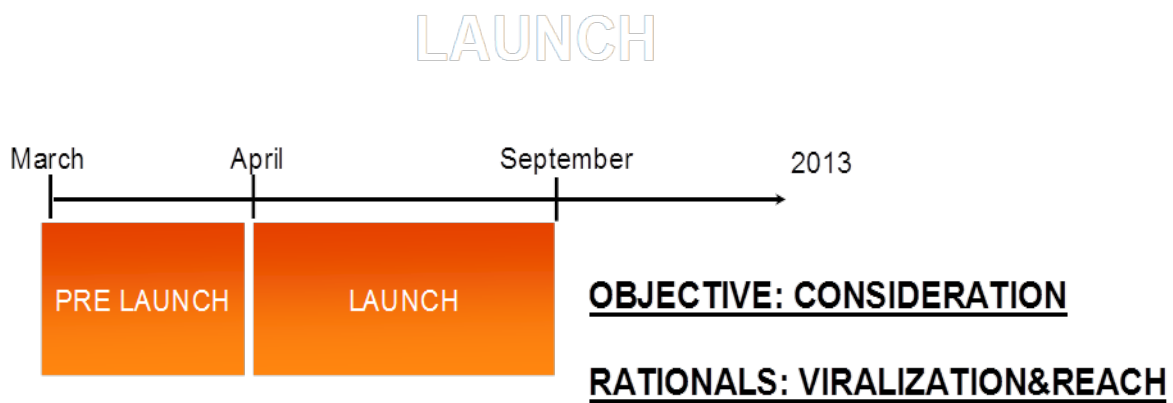 LAUNCH
March April September 2013
PRE LAUNCH LAUNCH
OBJECTIVE: CONSIDERATION
RATIONALS: VIRALIZATION&REACH